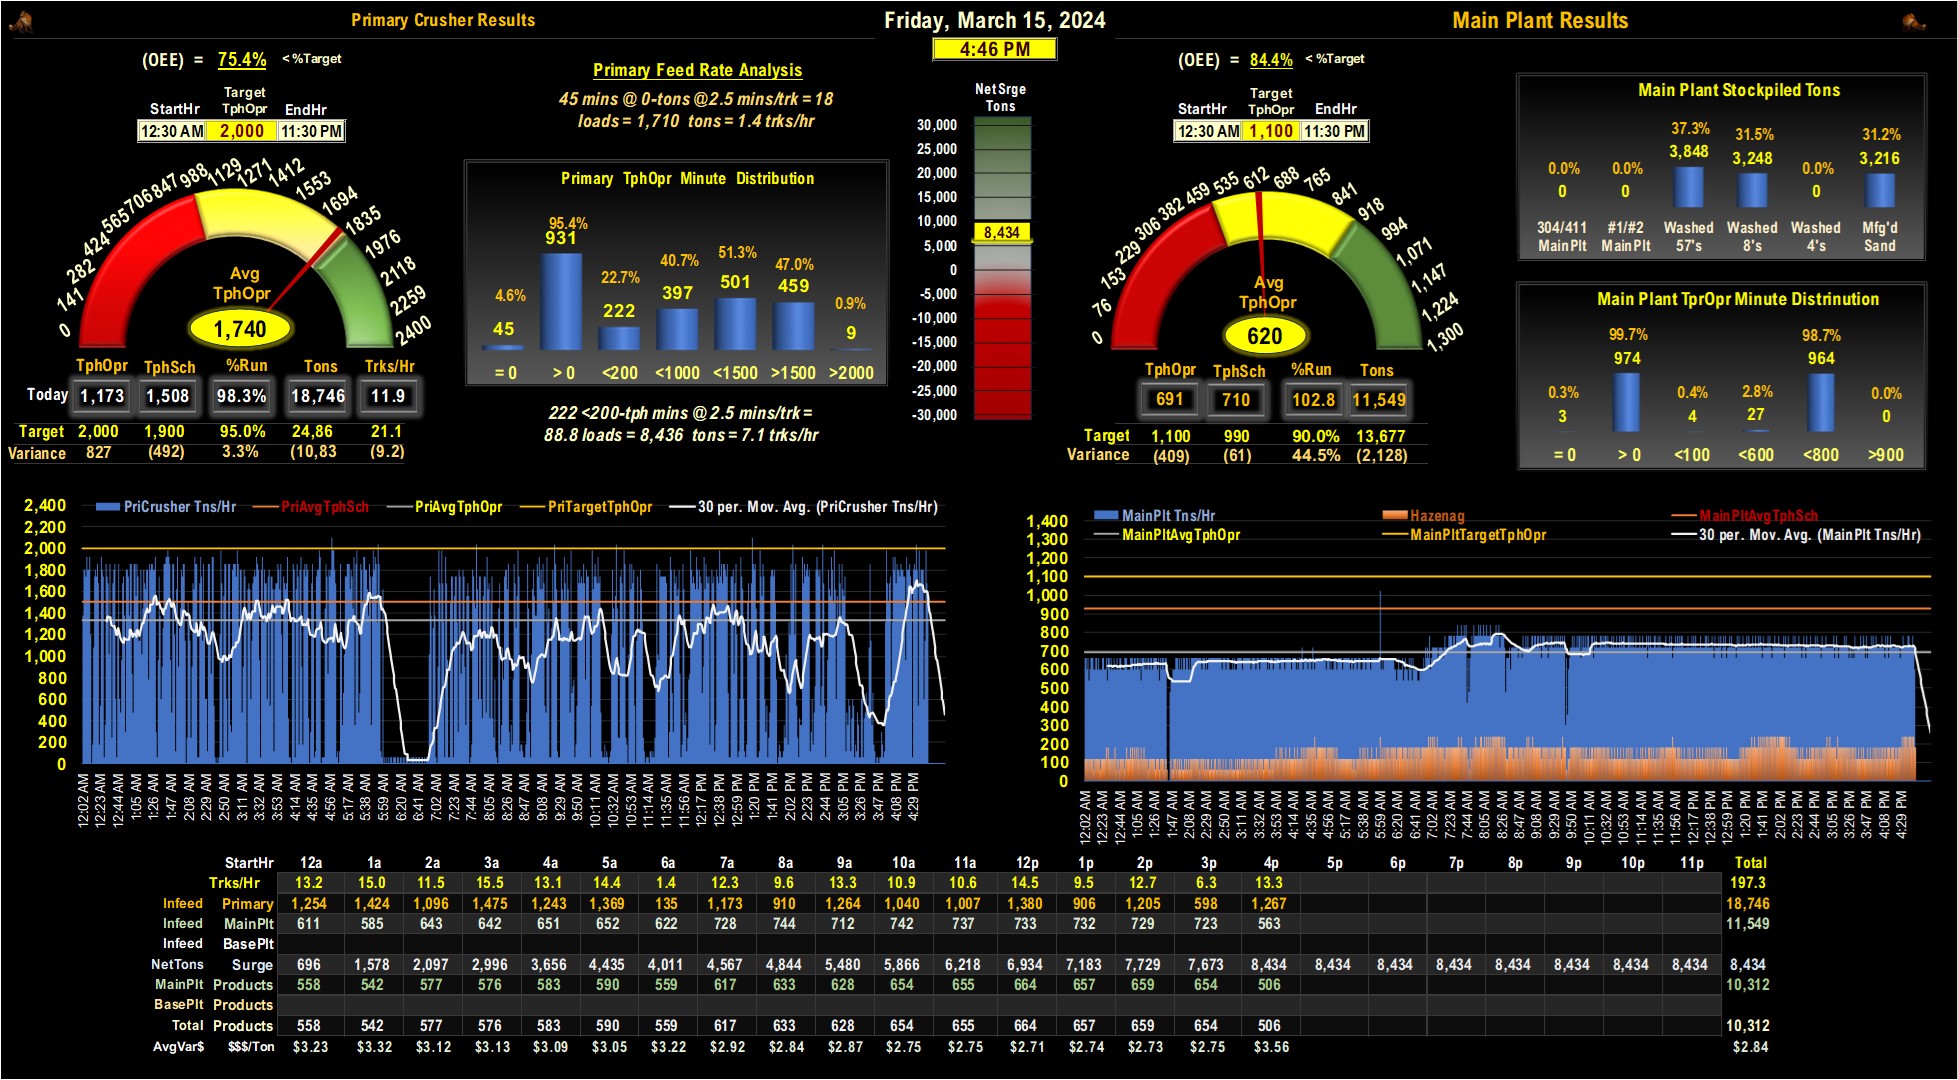 Primary Crusher Results
Friday, March 15, 2024
4:46 PM
Main Plant Results
(OEE) = 75.4% < %Target
StartHr Target TphOpr EndHr
12:30 AM 2,000 11:30 PM
0 141 282 424 565 706 847 988 1129 1271 1412 1553 1694 1835 1976 2118 2259 2400
Avg
TphOpr
1,740
TphOpr TphSch %Run Tons Trks/Hr
Today 1,173 1,508 98.3% 18,746 11.9
Target 2,000 1,900 95.0% 24,86 21.1
Variance 827 (492) 3.3% (10,83 (9.2)
Primary Feed Rate Analysis
45 mins @ 0-tons @ 2.5 mins/trk = 18
loads = 1,710 tons = 1.4 trks/hr
Primary TphOpr Minute Distribution
4.6% 95.4% 22.7% 40.7% 51.3% 47.0% 0.9%
45 931 222 397 501 459 9
= 0 > 0 <200 <1000 <1500 >1500 >2000
222 <200-tph mins @ 2.5 mins/trk =
88.8 loads = 8,436 tons = 7.1 trks/hr
NetSrge
Tons
30,000
25,000
20,000
15,000
10,000
8,434
5,000
0
-5,000
-10,000
-15,000
-20,000
-25,000
-30,000
(OEE) = 84.4% < %Target
StartHr Target TphOpr EndHr
12:30 AM 1,100 11:30 PM
0 76 153 229 306 382 459 535 612 688 765 841 918 994 1,071 1,147 1,224 1,300
Avg
TphOpr
620
TphOpr TphSch %Run Tons
691 710 102.8 11,549
Target 1,100 990 90.0% 13,677
Variance (409) (61) 44.5% (2,128)
Main Plant Stockpiled Tons
0.0% 0.0% 37.3% 31.5% 0.0% 31.2%
0 0 3,848 3,248 0 3,216
304/411 #1/#2 Washed Washed Washed Mfg'd
MainPlt MainPlt 57's 8's 4's Sand
Main Plant TprOpr Minute Distrinution
0.3% 99.7% 0.4% 2.8% 98.7% 0.0%
3 974 4 27 964 0
= 0 > 0 <100 <600 <800 >900
PriCrusher Tns/Hr PriAvgTphSch PriAvgTphOpr PriTargetTphOpr 30 per. Mov. Avg. (PriCrusher Tns/Hr)
2,400
2,200
2,000
1,800
1,600
1,400
1,200
1,000
800
600
400
200
0
12:02 AM 12:23 AM 12:44 AM 1:05 AM 1:26 AM 1:47 AM 2:08 AM 2:29 AM 2:50 AM 3:11 AM 3:32 AM 3:53 AM 4:14 AM 4:35 AM 4:56 AM 5:17 AM 5:38 AM 5:59 AM 6:20 AM 6:41 AM 7:02 AM 7:23 AM 7:44 AM 8:05 AM 8:26 AM 8:47 AM 9:08 AM 9:29 AM 9:50 AM 10:11 AM 10:32 AM 10:53 AM 11:14 AM 11:35 AM 11:56 AM 12:17 PM 12:38 PM 12:59 PM 1:20 PM 1:41 PM 2:02 PM 2:23 PM 2:44 PM 3:05 PM 3:26 PM 3:47 PM 4:08 PM 4:29 PM
MainPlt Tns/Hr Hazenag MainPltAvgTphSch
MainPltAvgTphOpr MainPltTargetTphOpr 30 per. Mov. Avg. (MainPlt Tns/Hr)
1,400
1,300
1,200
1,100
1,000
900
800
700
600
500
400
300
200
100
0
12:02 AM 12:23 AM 12:44 AM 1:05 AM 1:26 AM 1:47 AM 2:08 AM 2:29 AM 2:50 AM 3:11 AM 3:32 AM 3:53 AM 4:14 AM 4:35 AM 4:56 AM 5:17 AM 5:38 AM 5:59 AM 6:20 AM 6:41 AM 7:02 AM 7:23 AM 7:44 AM 8:05 AM 8:26 AM 8:47 AM 9:08 AM 9:29 AM 9:50 AM 10:11 AM 10:32 AM 10:53 AM 11:14 AM 11:35 AM 11:56 AM 12:17 PM 12:38 PM 12:59 PM 1:20 PM 1:41 PM 2:02 PM 2:23 PM 2:44 PM 3:05 PM 3:26 PM 3:47 PM 4:08 PM 4:29 PM
StartHr 12a 1a 2a 3a 4a 5a 6a 7a 8a 9a 10a 11a 12p 1p 2p 3p 4p 5p 6p 7p 8p 9p 10p 11p Total
Trks/Hr 13.2 15.0 11.5 15.5 13.1 14.4 1.4 12.3 9.6 13.3 10.9 10.6 14.5 9.5 12.7 6.3 13.3 197.3
Infeed Primary 1,254 1,424 1,096 1,475 1,243 1,369 135 1,173 910 1,264 1,040 1,007 1,380 906 1,205 598 1,267 18,746
Infeed MainPlt 611 585 643 642 651 652 622 728 744 712 742 737 733 732 729 723 563 11,549
Infeed BasePlt
NetTons Surge 696 1,578 2,097 2,996 3,656 4,435 4,011 4,567 4,844 5,480 5,866 6,218 6,934 7,183 7,729 7,673 8,434 8,434 8,434 8,434 8,434 8,434 8,434 8,434 8,434
MainPlt Products 558 542 577 576 583 590 559 617 633 628 654 655 664 657 659 654 506 10,312
BasePlt Products
Total Products 558 542 577 576 583 590 559 617 633 628 654 655 664 657 659 654 506 10,312
AvgVar$ $$$/Ton $3.23 $3.32 $3.12 $3.13 $3.09 $3.05 $3.22 $2.92 $2.84 $2.87 $2.75 $2.75 $2.71 $2.74 $2.73 $2.75 $3.56 $2.84